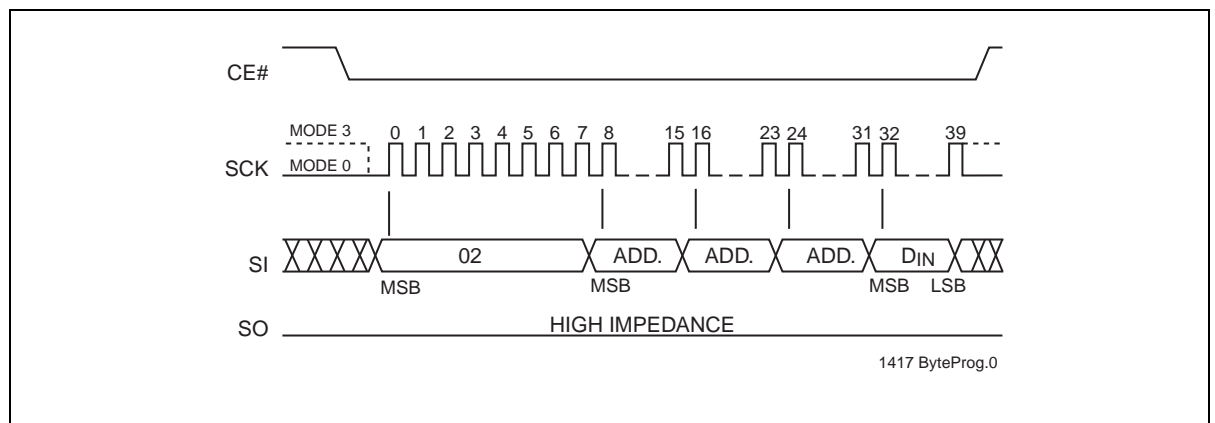 CE#
MODE 3 0 1 2 3 4 5 6 7 8 15 16 23 24 31 32 39
SCK MODE 0
SI 02 ADD. ADD. ADD. DIN
MSB MSB MSB LSB
SO HIGH IMPEDANCE
1417 ByteProg.0